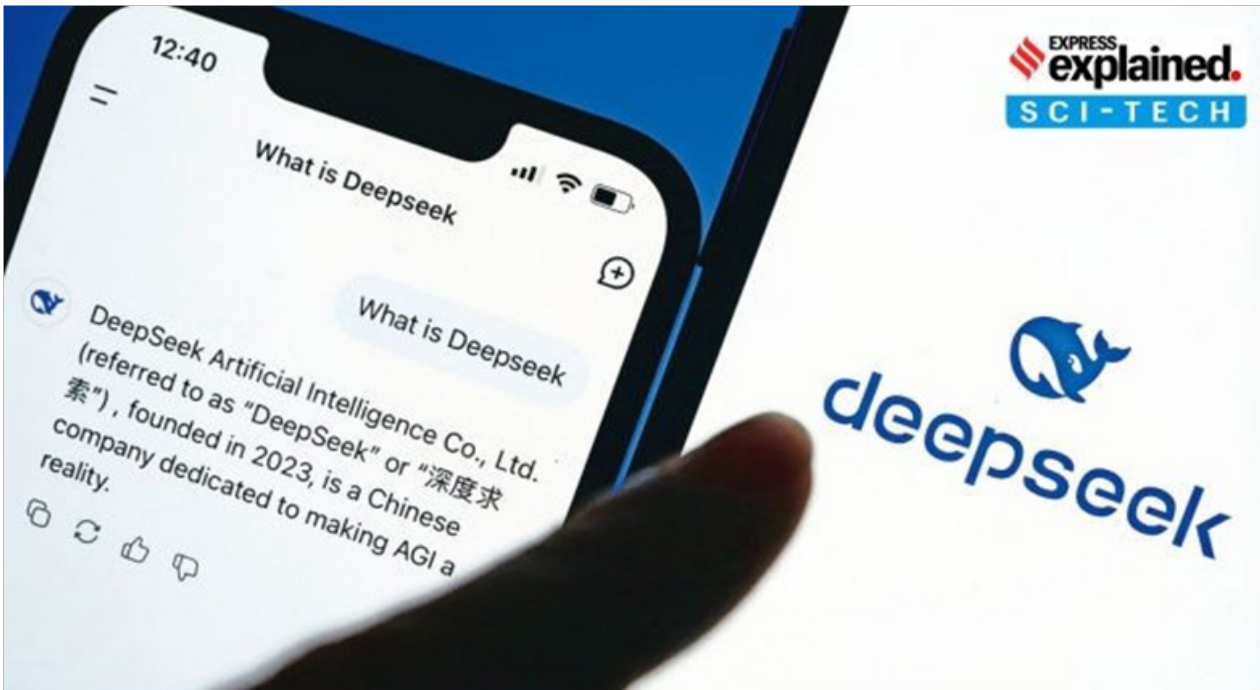 12:40
What is Deepseek
What is Deepseek
DeepSeek Artificial Intelligence Co., Ltd.
(referred to as "DeepSeek" or "深度求
索"), founded in 2023, is a Chinese
company dedicated to making AGI a
reality.
EXPRESS
explained.
SCI-TECH
deepseek